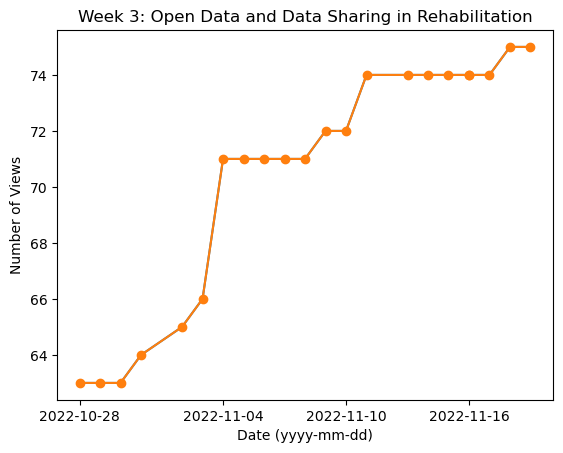 Week 3: Open Data and Data Sharing in Rehabilitation
74
72
70
68
66
64
Number of Views
2022-10-28 2022-11-04 2022-11-10 2022-11-16
Date (yyyy-mm-dd)